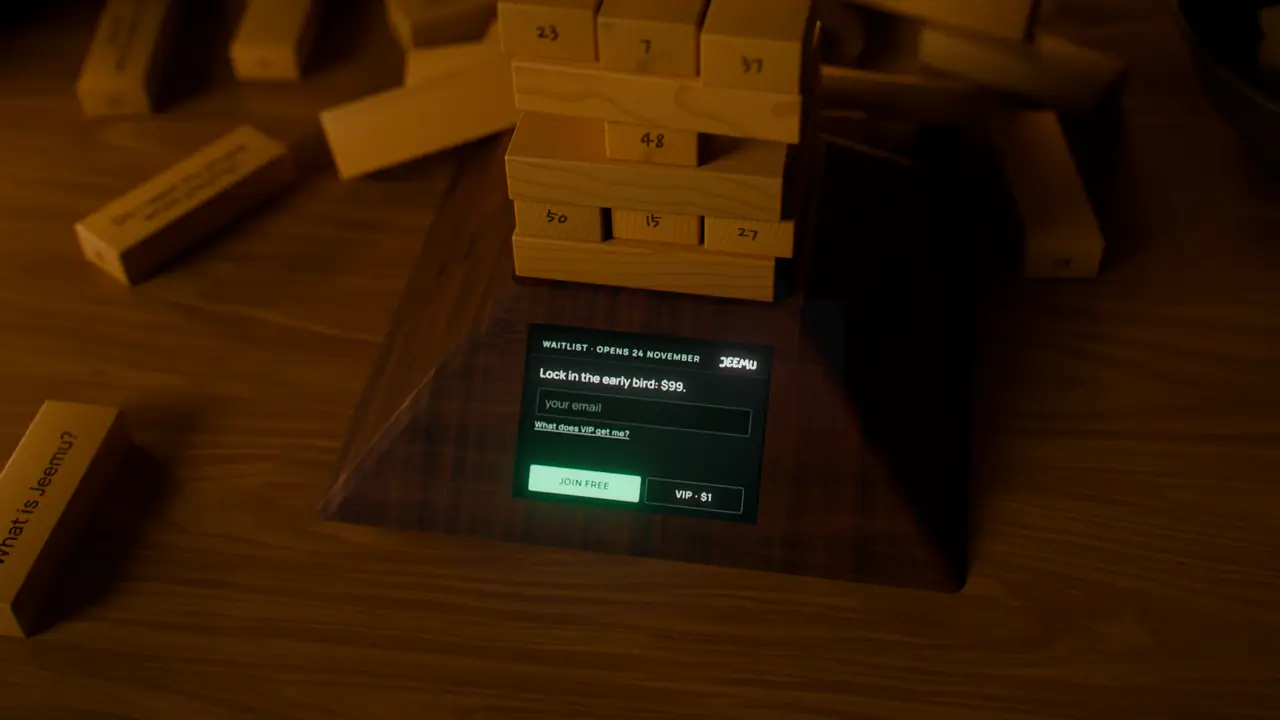 23
7
37
48
50
15
27
WAITLIST · OPENS 24 NOVEMBER
JEEMU
Lock in the early bird: $99.
your email
What does VIP get me?
JOIN FREE
VIP · $1
What is Jeemu?